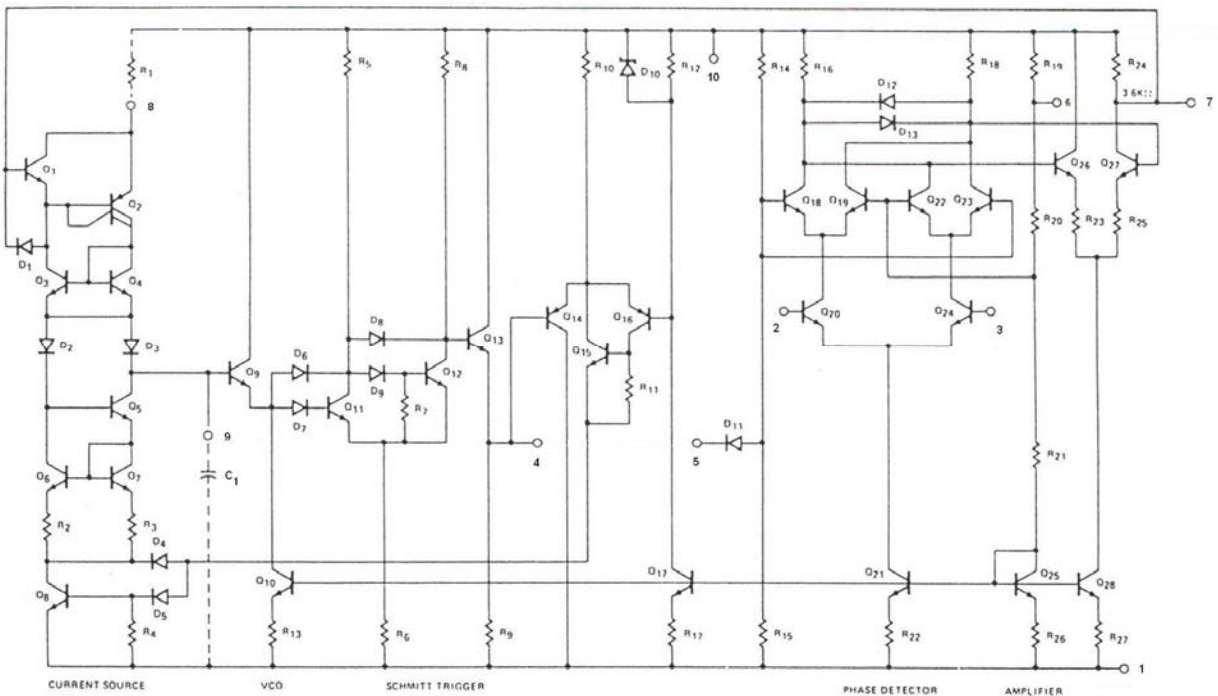 R1
R5
R8
R10
D10
R12
10
R14
R16
R18
R19
R24
3.6KΩ
8
D12
D13
6
7
Q1
Q2
Q26
Q27
Q18
Q19
Q22
Q23
R20
R23
R25
D1
Q3
Q4
Q14
Q16
2
Q20
Q24
3
D2
D3
D8
Q13
Q15
D6
D9
Q12
Q9
R11
D7
Q11
R7
Q5
9
4
D11
5
R21
Q6
Q7
C1
R2
R3
D4
Q10
Q17
Q21
Q25
Q28
Q8
D5
R4
R13
R6
R9
R17
R15
R22
R26
R27
1
CURRENT SOURCE VCO SCHMITT TRIGGER PHASE DETECTOR AMPLIFIER